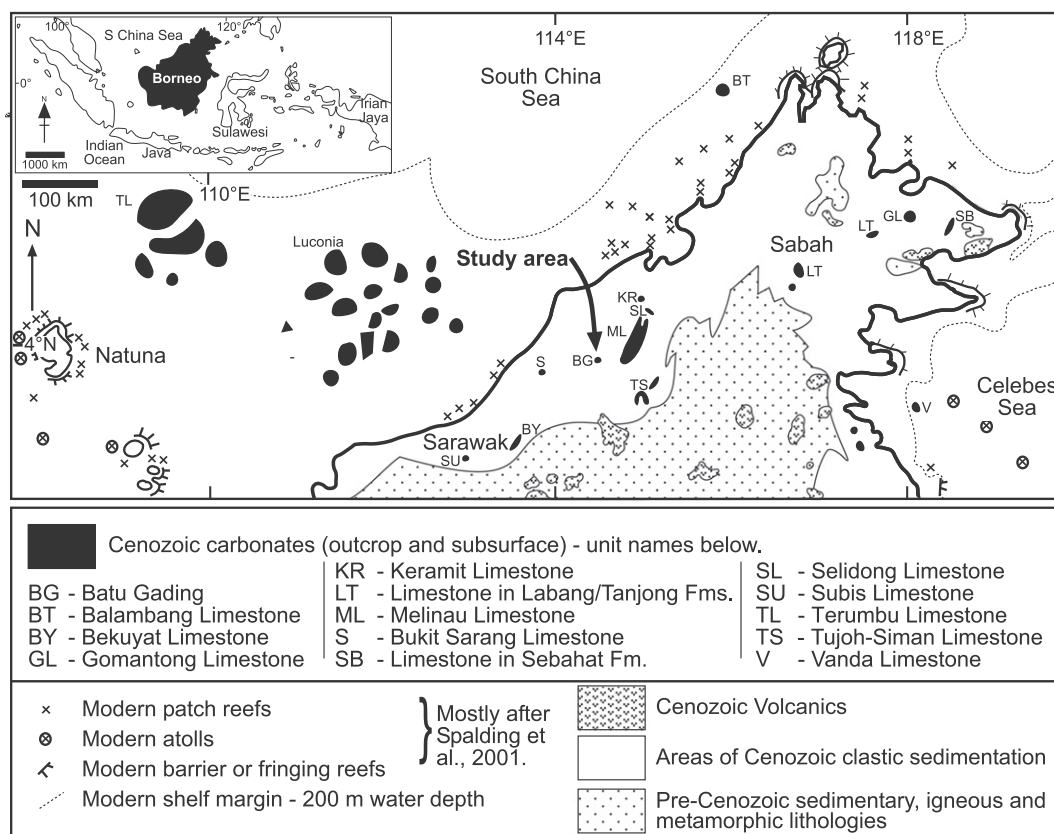 100°
120°
S China Sea
Borneo
0°
N
Sulawesi
Irian
Jaya
Indian
Ocean
Java
1000 km
114°E
118°E
South China
Sea
BT
100 km
110°E
TL
N
Luconia
Study area
GL
SB
LT
Sabah
LT
KR
SL
ML
4°N
Natuna
S
BG
TS
Celebes
Sea
V
BY
Sarawak
SU
Cenozoic carbonates (outcrop and subsurface) - unit names below.
BG - Batu Gading
BT - Balambang Limestone
BY - Bekuyat Limestone
GL - Gomantong Limestone
KR - Keramit Limestone
LT - Limestone in Labang/Tanjong Fms.
ML - Melinau Limestone
S - Bukit Sarang Limestone
SB - Limestone in Sebahat Fm.
SL - Selidong Limestone
SU - Subis Limestone
TL - Terumbu Limestone
TS - Tujoh-Siman Limestone
V - Vanda Limestone
Modern patch reefs
Modern atolls
Modern barrier or fringing reefs
Modern shelf margin - 200 m water depth
Mostly after
Spalding et
al., 2001.
Cenozoic Volcanics
Areas of Cenozoic clastic sedimentation
Pre-Cenozoic sedimentary, igneous and
metamorphic lithologies